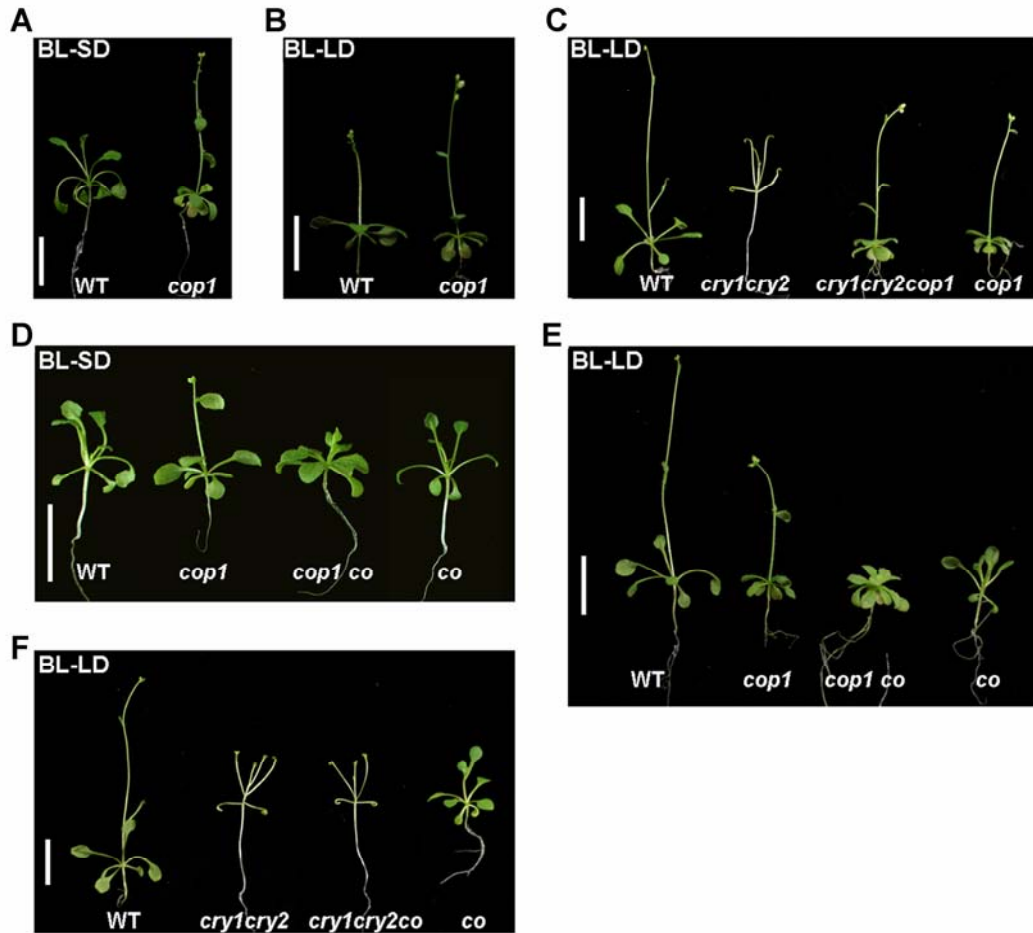 A
BL-SD
WT cop1
B
BL-LD
WT cop1
C
BL-LD
WT cry1cry2 cry1cry2cop1 cop1
D
BL-SD
WT cop1 cop1 co co
E
BL-LD
WT cop1 cop1 co co
F
BL-LD
WT cry1cry2 cry1cry2co co